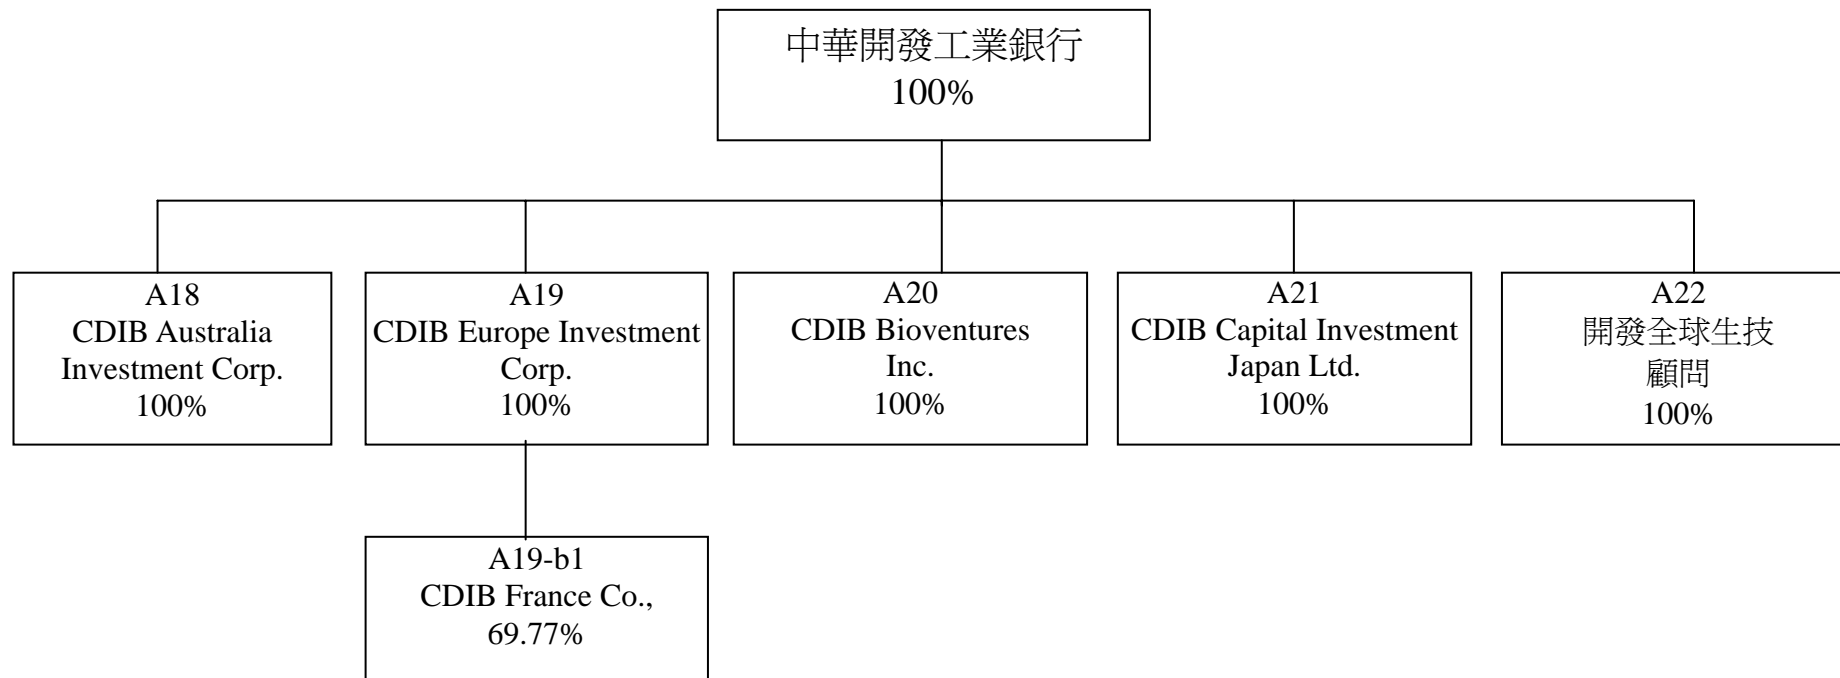 中華開發工業銀行
100%
A18
CDIB Australia
Investment Corp.
100%
A19
CDIB Europe Investment
Corp.
100%
A20
CDIB Bioventures
Inc.
100%
A21
CDIB Capital Investment
Japan Ltd.
100%
A22
開發全球生技
顧問
100%
A19-b1
CDIB France Co.,
69.77%